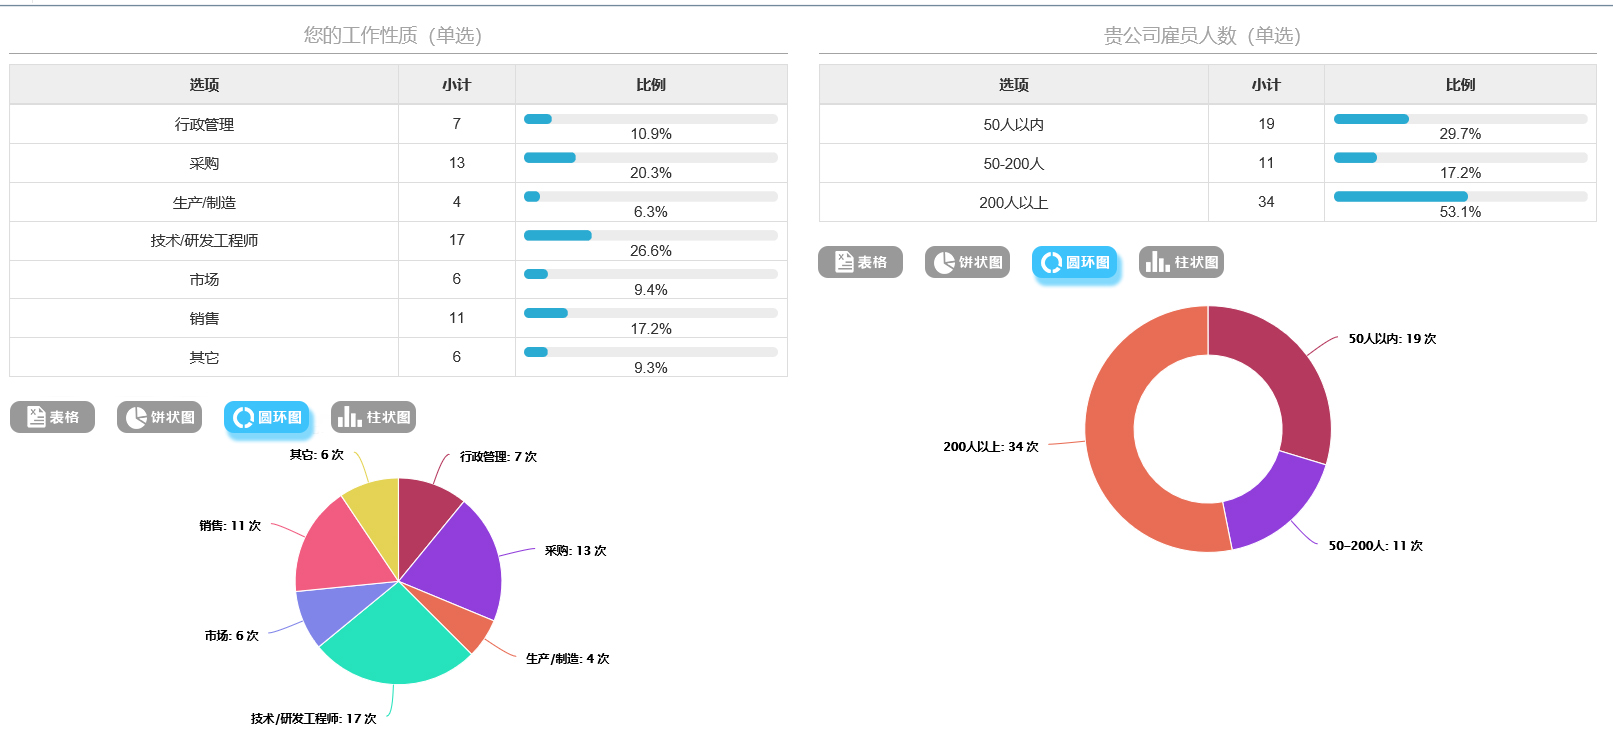 您的工作性质（单选）
选项 小计 比例
行政管理 7 10.9%
采购 13 20.3%
生产/制造 4 6.3%
技术/研发工程师 17 26.6%
市场 6 9.4%
销售 11 17.2%
其它 6 9.3%
表格 饼状图 圆环图 柱状图
其它: 6 次
行政管理: 7 次
销售: 11 次
采购: 13 次
市场: 6 次
生产/制造: 4 次
技术/研发工程师: 17 次
贵公司雇员人数（单选）
选项 小计 比例
50人以内 19 29.7%
50-200人 11 17.2%
200人以上 34 53.1%
表格 饼状图 圆环图 柱状图
50人以内: 19 次
200人以上: 34 次
50-200人: 11 次